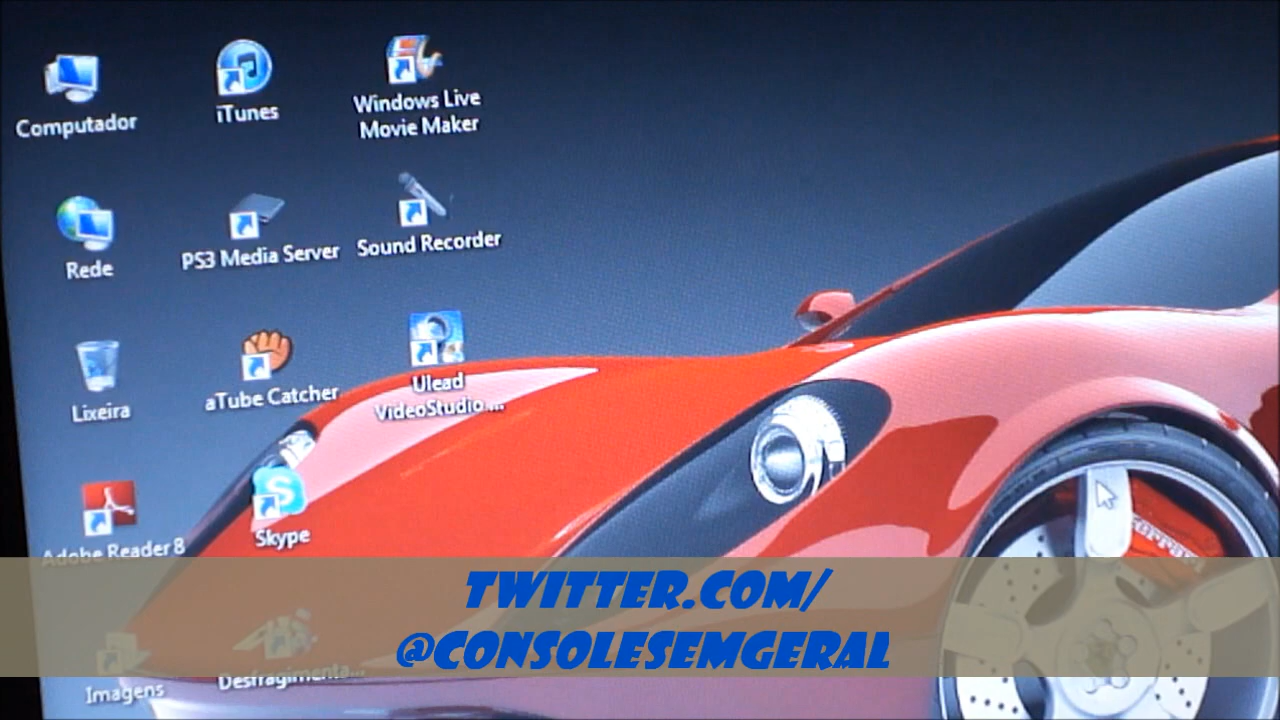 Computador
iTunes
Windows Live
Movie Maker
Rede
PS3 Media Server
Sound Recorder
Lixeira
aTube Catcher
Ulead
VideoStudio...
Adobe Reader 8
Skype
Imagens
Desfragimenta...
TWITTER.COM/
@CONSOLESEMGERAL